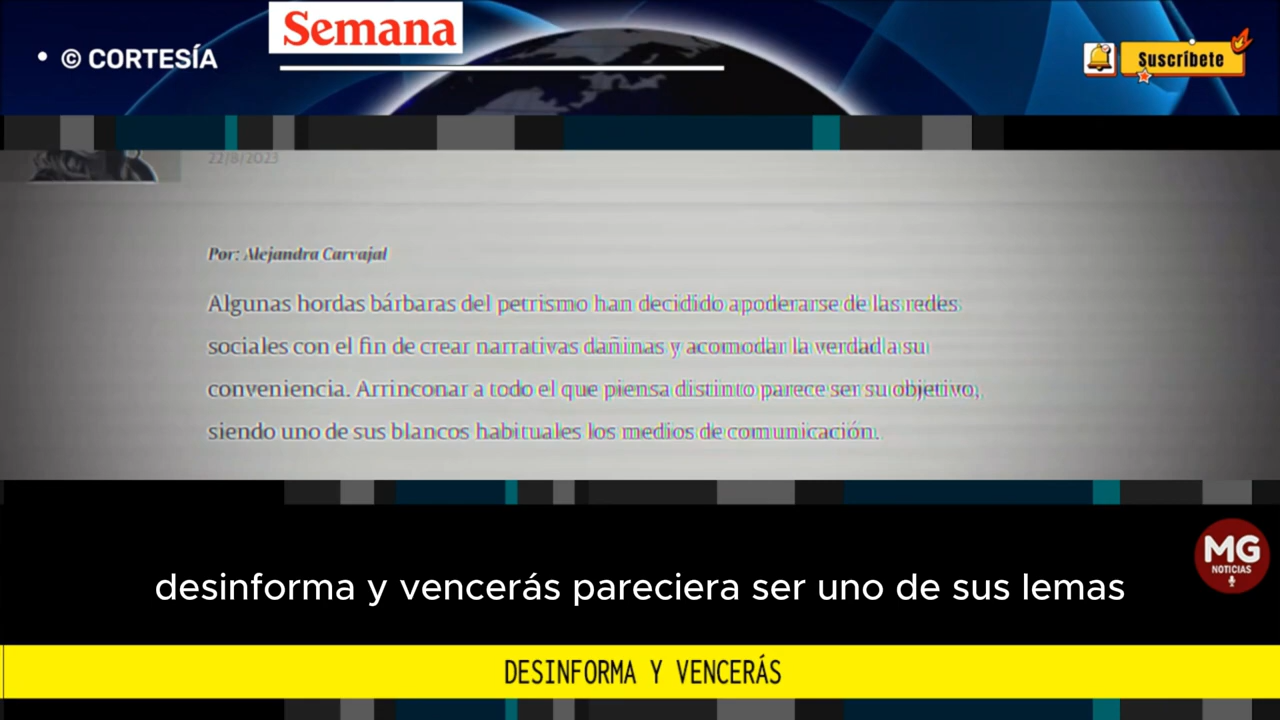 • © CORTESÍA
Semana
Suscríbete
22/8/2023
Por: Alejandra Carvajal
Algunas hordas bárbaras del petrismo han decidido apoderarse de las redes
sociales con el fin de crear narrativas dañinas y acomodar la verdad a su
conveniencia. Arrinconar a todo el que piensa distinto parece ser su objetivo,
siendo uno de sus blancos habituales los medios de comunicación.
MG
NOTICIAS
desinforma y vencerás pareciera ser uno de sus lemas
DESINFORMA Y VENCERÁS